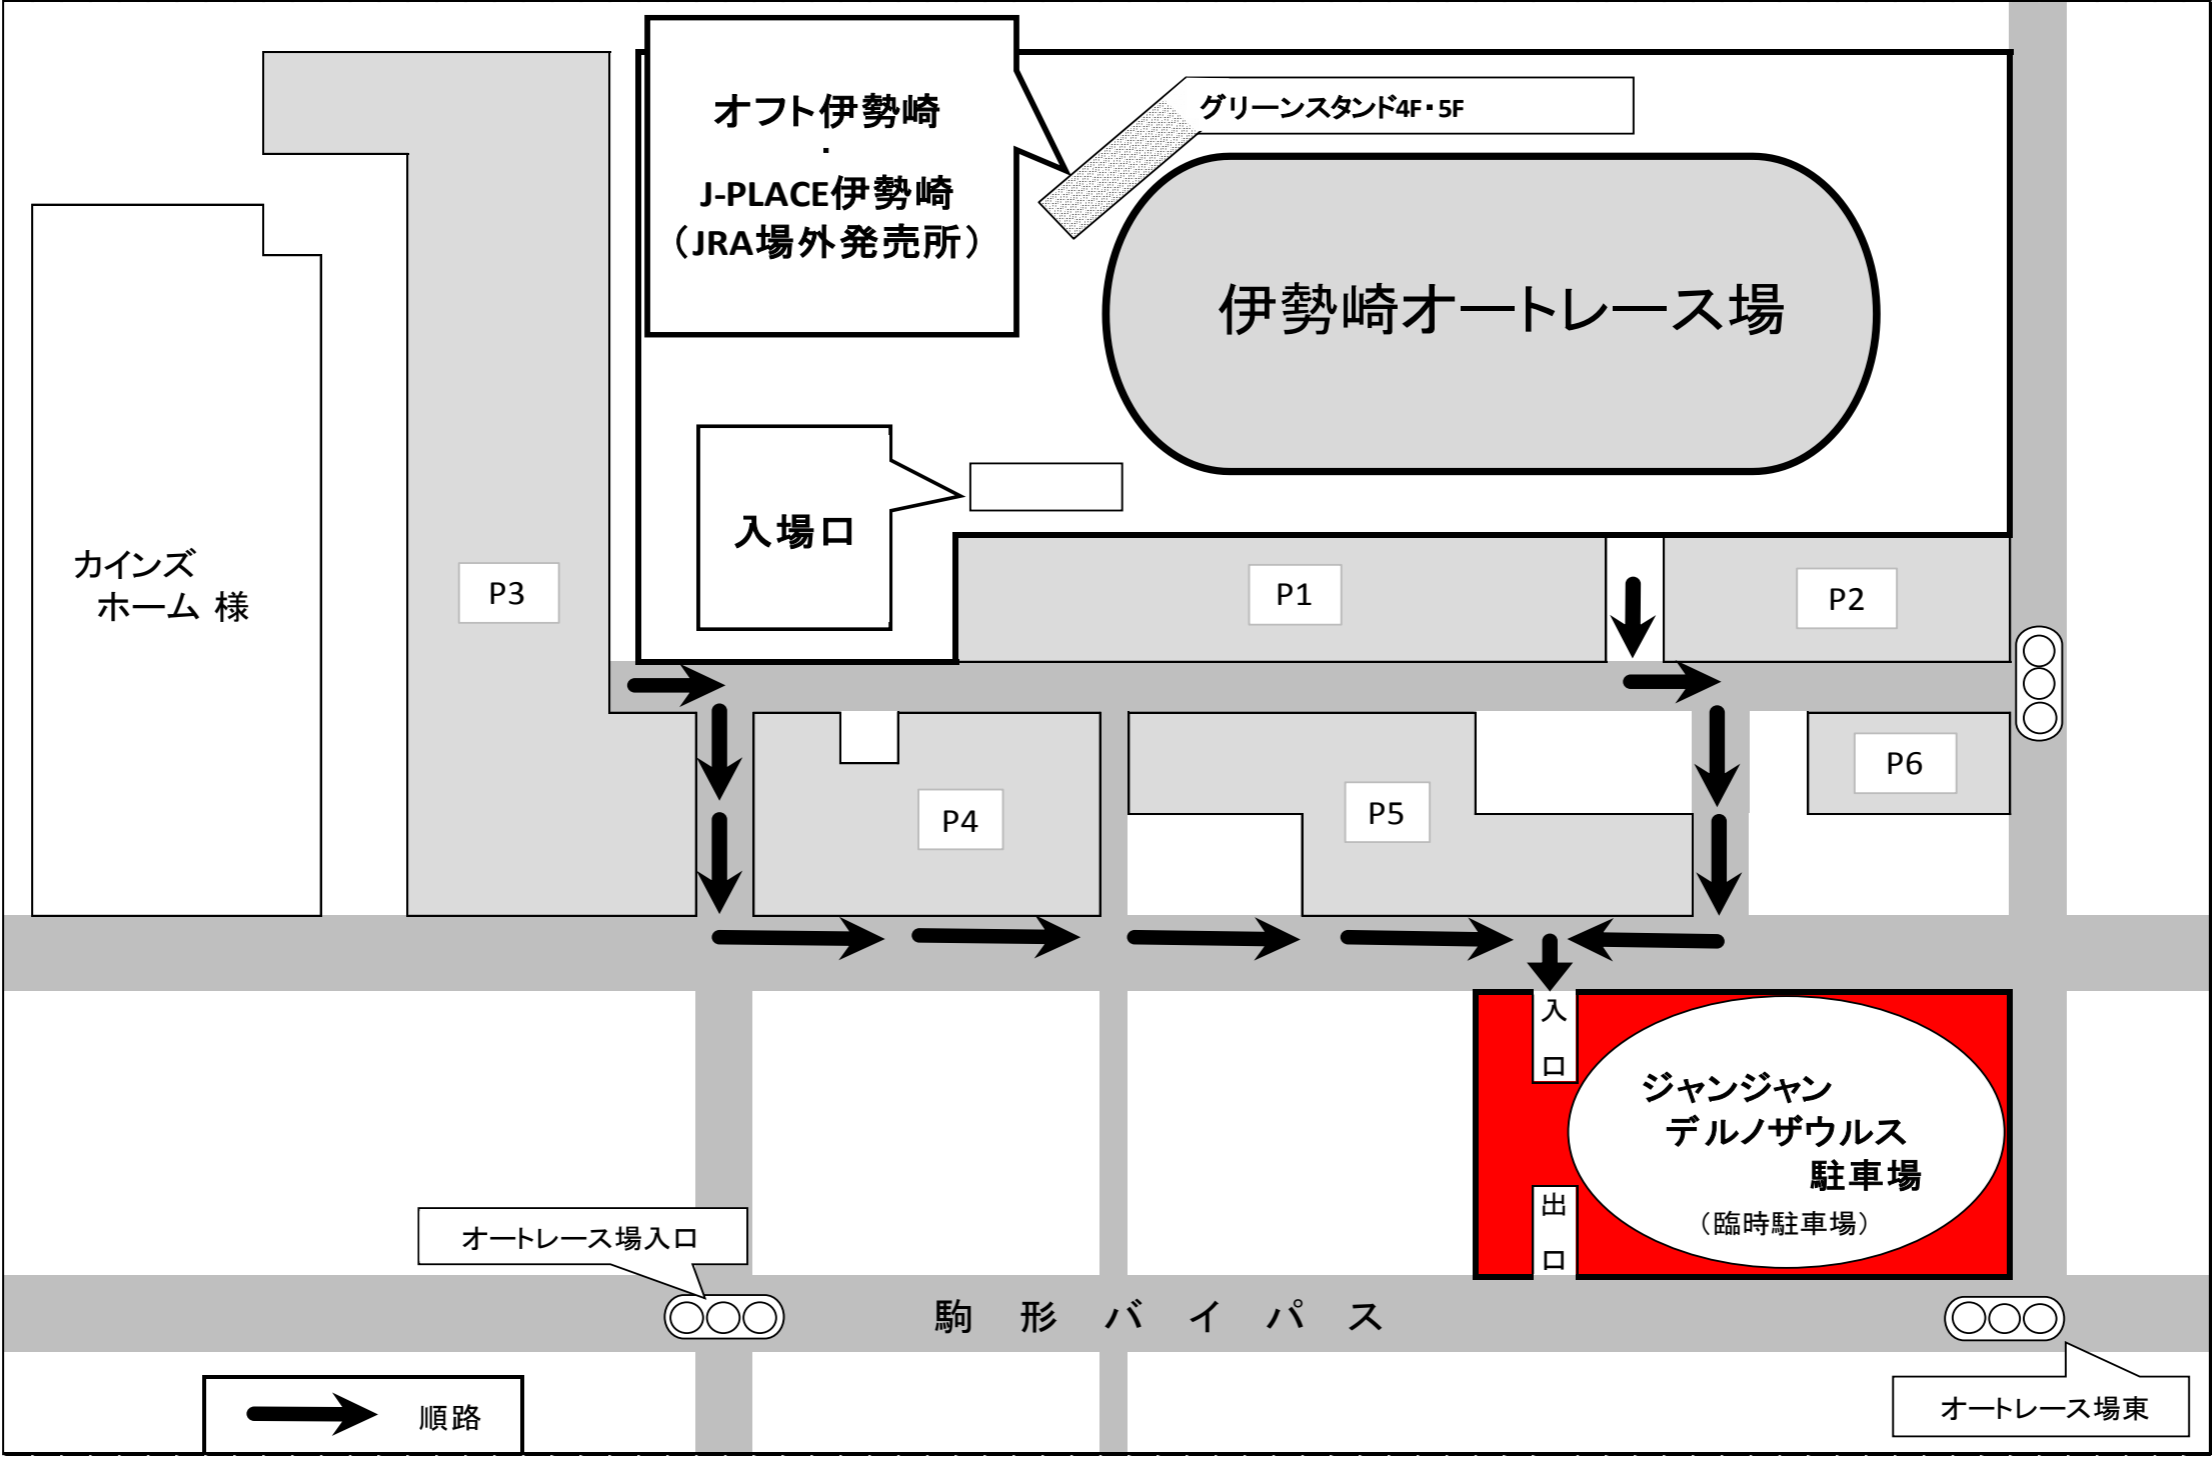 オフト伊勢崎
・
J-PLACE伊勢崎
（JRA場外発売所）
グリーンスタンド4F・5F
伊勢崎オートレース場
入場口
カインズ
ホーム 様
P3
P1
P2
P4
P5
P6
入口
ジャンジャン
デルノザウルス
駐車場
（臨時駐車場）
出口
オートレース場入口
駒形バイパス
オートレース場東
順路